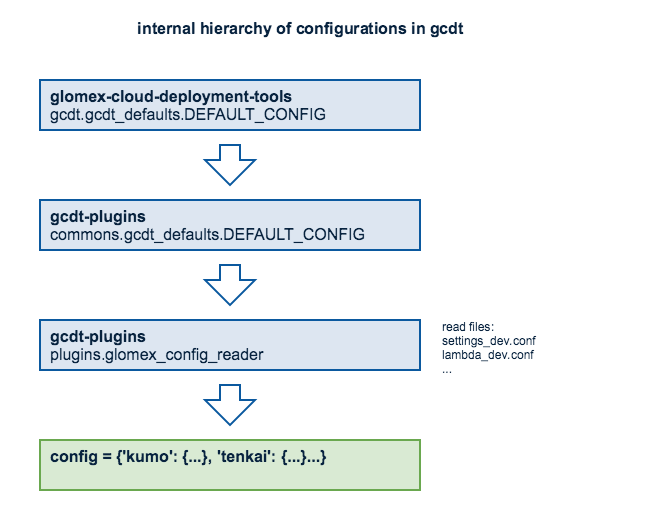 internal hierarchy of configurations in gcdt
glomex-cloud-deployment-tools
gcdt.gcdt_defaults.DEFAULT_CONFIG
gcdt-plugins
commons.gcdt_defaults.DEFAULT_CONFIG
gcdt-plugins
plugins.glomex_config_reader
read files:
settings_dev.conf
lambda_dev.conf
...
config = {'kumo': {...}, 'tenkai': {...}...}